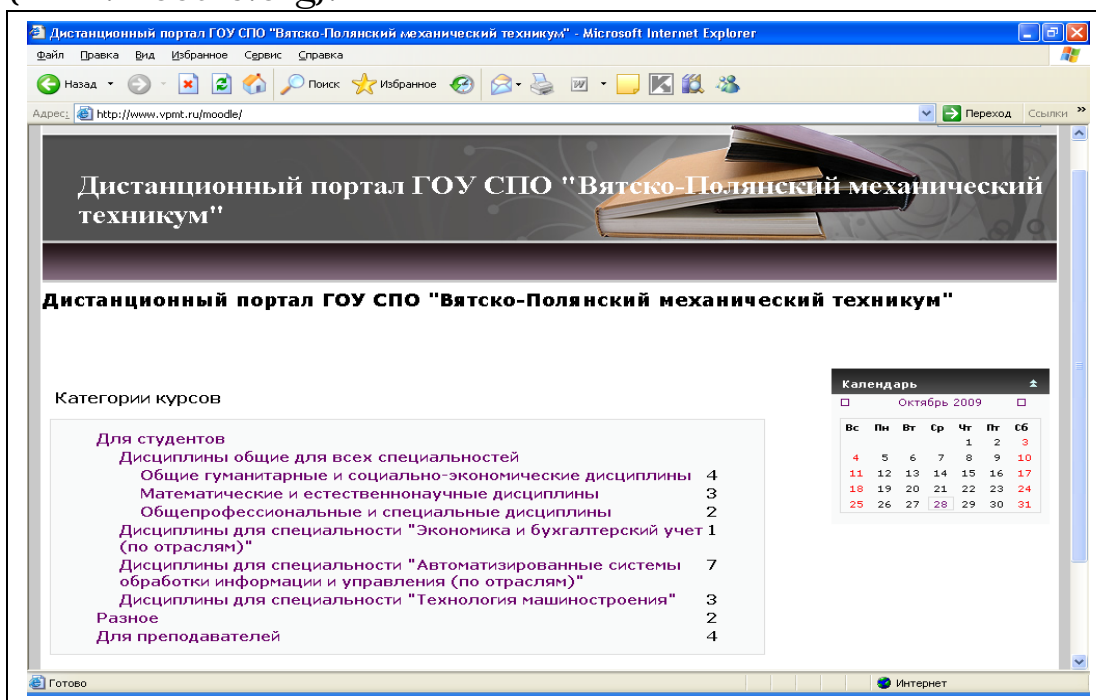 Дистанционный портал ГОУ СПО "Вятско-Полянский механический техникум" - Microsoft Internet Explorer
Файл Правка Вид Избранное Сервис Справка
Назад Поиск Избранное
Адрес: http://www.vpmt.ru/moodle/ Переход Ссылки »
Дистанционный портал ГОУ СПО "Вятско-Полянский механический
техникум"
Дистанционный портал ГОУ СПО "Вятско-Полянский механический техникум"
Категории курсов
Для студентов
Дисциплины общие для всех специальностей
Общие гуманитарные и социально-экономические дисциплины 4
Математические и естественнонаучные дисциплины 3
Общепрофессиональные и специальные дисциплины 2
Дисциплины для специальности "Экономика и бухгалтерский учет 1
(по отраслям)"
Дисциплины для специальности "Автоматизированные системы 7
обработки информации и управления (по отраслям)"
Дисциплины для специальности "Технология машиностроения" 3
Разное 2
Для преподавателей 4
Календарь
Октябрь 2009
Вс Пн Вт Ср Чт Пт Сб
1 2 3
4 5 6 7 8 9 10
11 12 13 14 15 16 17
18 19 20 21 22 23 24
25 26 27 28 29 30 31
Готово Интернет